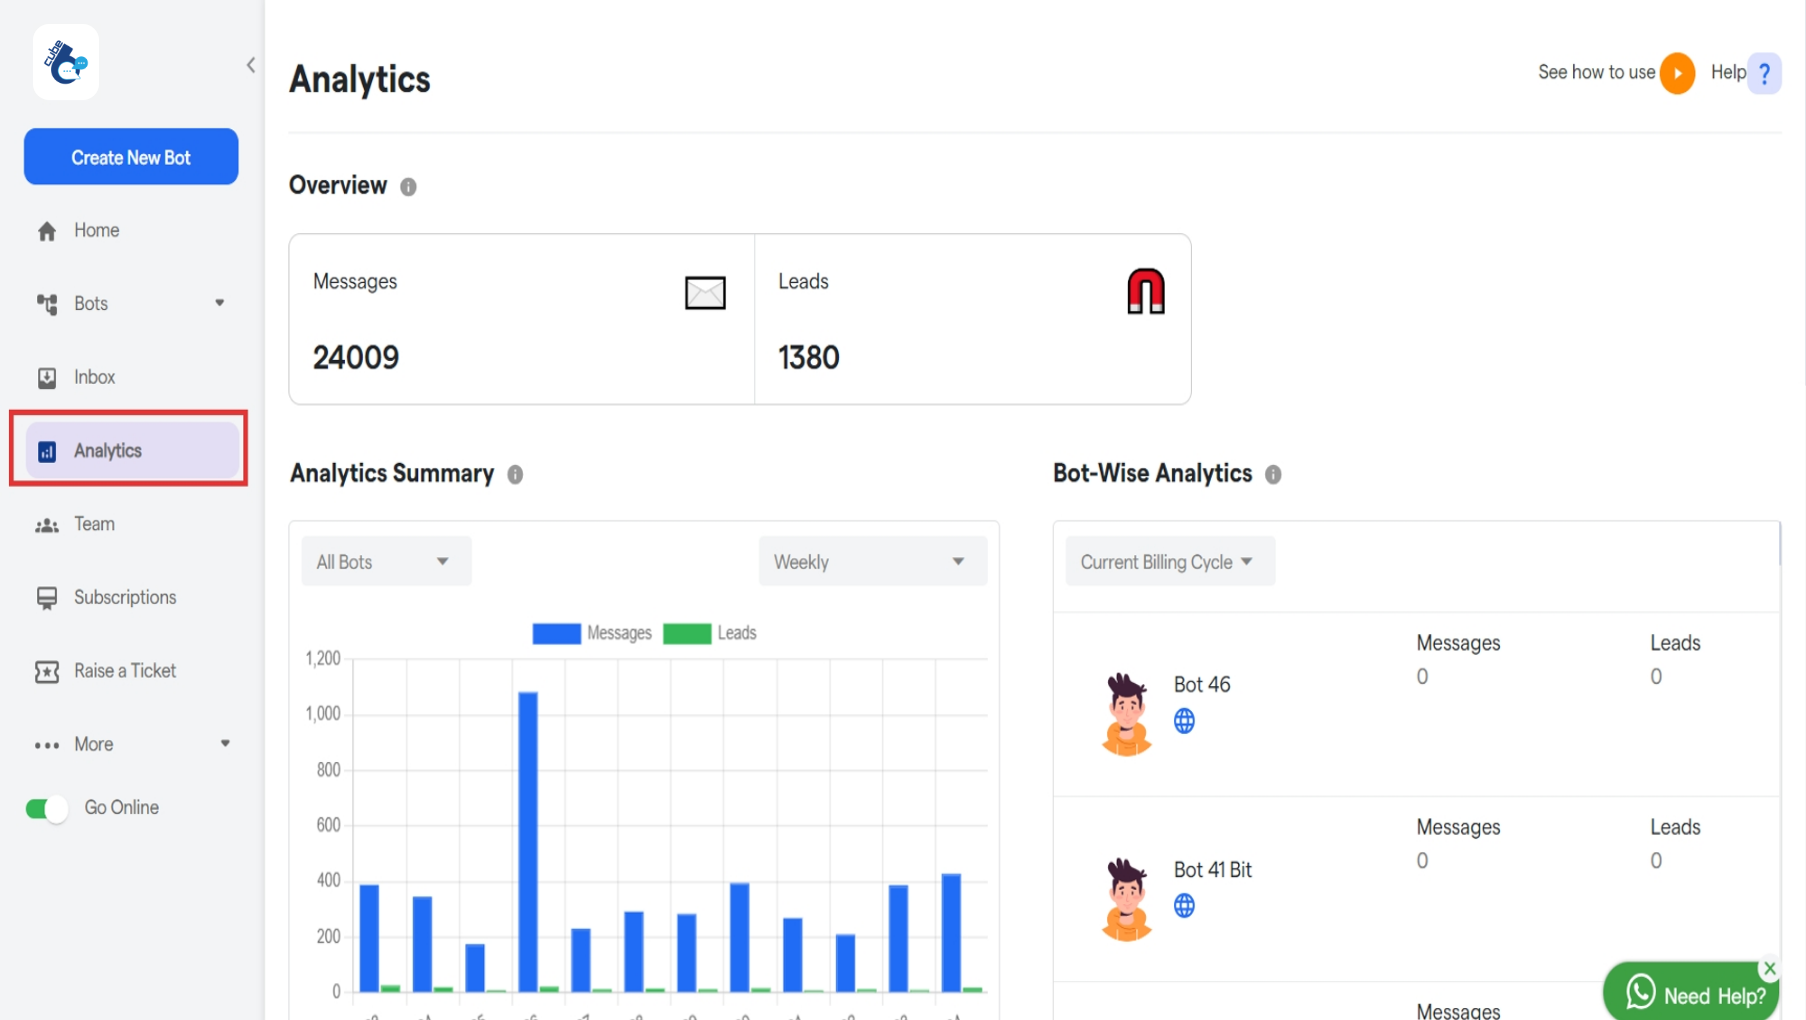 cube
Create New Bot
Home
Bots
Inbox
Analytics
Team
Subscriptions
Raise a Ticket
More
Go Online
Analytics
See how to use
Help ?
Overview
Messages
24009
Leads
1380
Analytics Summary
All Bots
Weekly
Messages
Leads
1,200
1,000
800
600
400
200
0
Bot-Wise Analytics
Current Billing Cycle
Bot 46
Messages
0
Leads
0
Bot 41 Bit
Messages
0
Leads
0
Messages
X
Need Help?